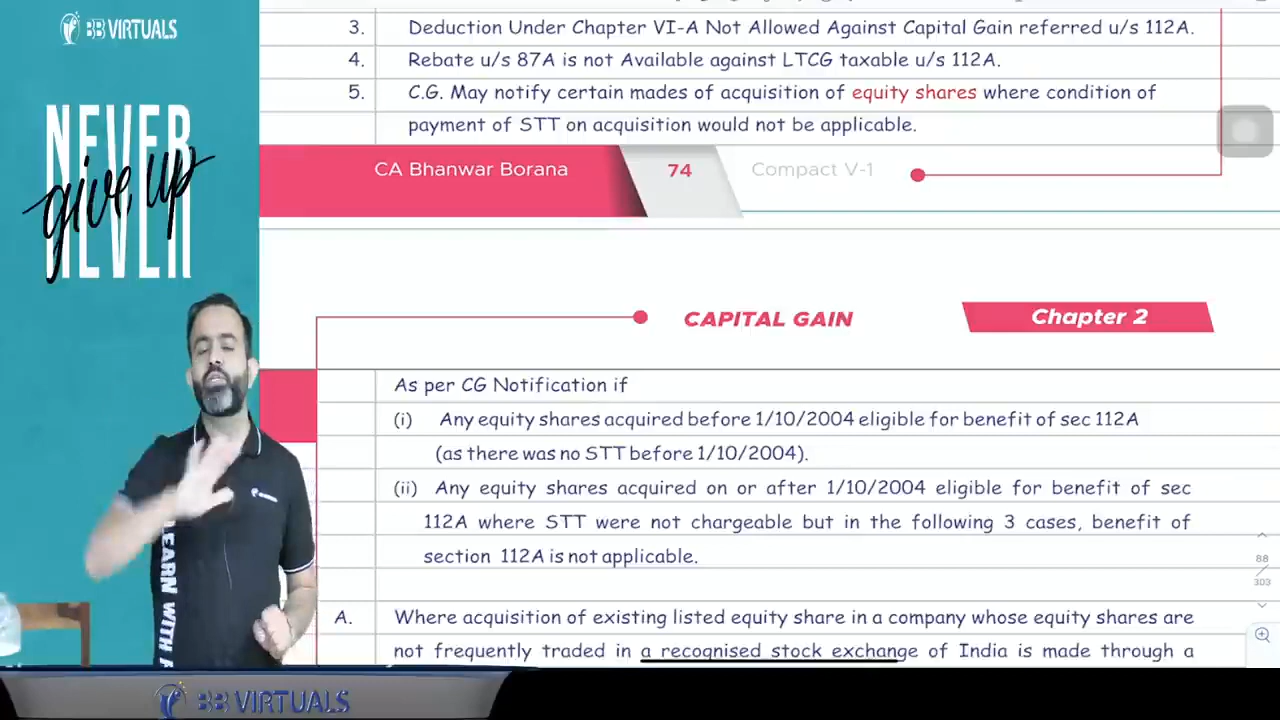 BB VIRTUALS
NEVER
give up
NEVER
3. Deduction Under Chapter VI-A Not Allowed Against Capital Gain referred u/s 112A.
4. Rebate u/s 87A is not Available against LTCG taxable u/s 112A.
5. C.G. May notify certain mades of acquisition of equity shares where condition of
payment of STT on acquisition would not be applicable.
CA Bhanwar Borana 74 Compact V-1
CAPITAL GAIN Chapter 2
As per CG Notification if
(i) Any equity shares acquired before 1/10/2004 eligible for benefit of sec 112A
(as there was no STT before 1/10/2004).
(ii) Any equity shares acquired on or after 1/10/2004 eligible for benefit of sec
112A where STT were not chargeable but in the following 3 cases, benefit of
section 112A is not applicable.
A. Where acquisition of existing listed equity share in a company whose equity shares are
not frequently traded in a recognised stock exchange of India is made through a
88
303
LEARN WITH
BB VIRTUALS